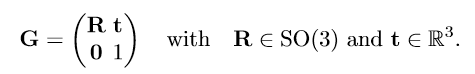 G = (R t
0 1) with R ∈ SO(3) and t ∈ ℝ³.